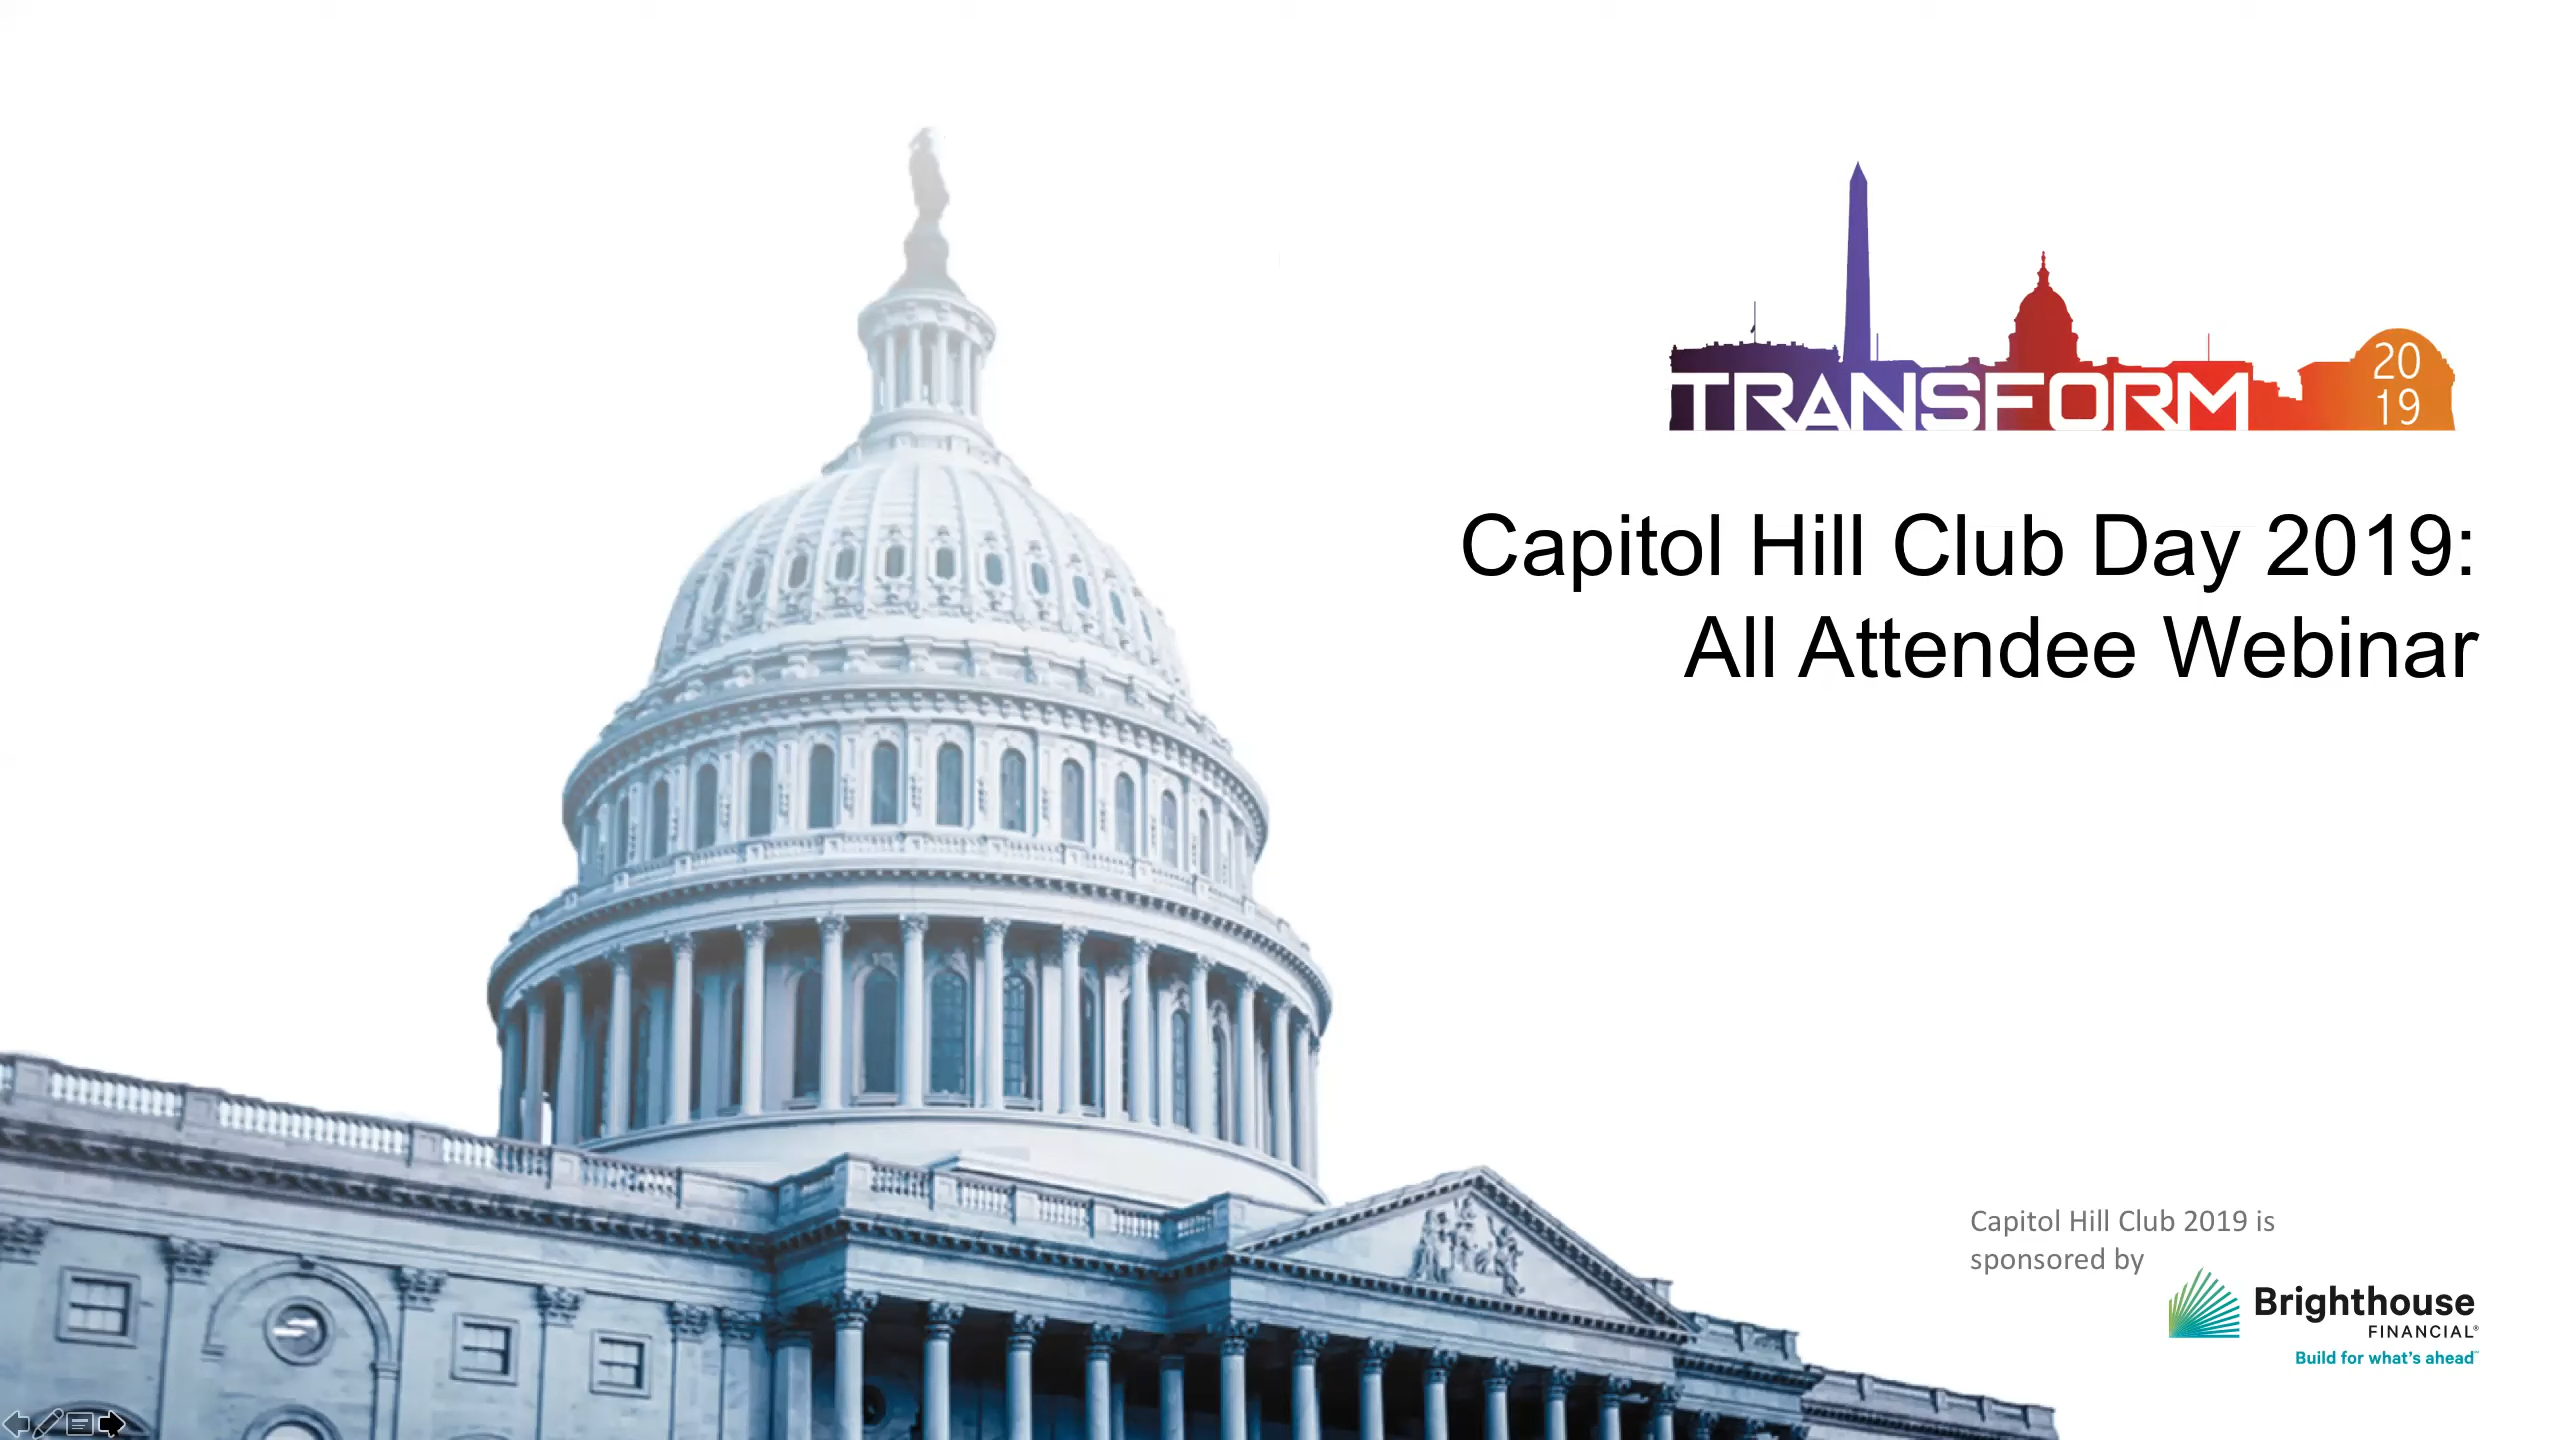 TRANSFORM
20
19
Capitol Hill Club Day 2019:
All Attendee Webinar
Capitol Hill Club 2019 is
sponsored by
Brighthouse
FINANCIAL®
Build for what's ahead℠